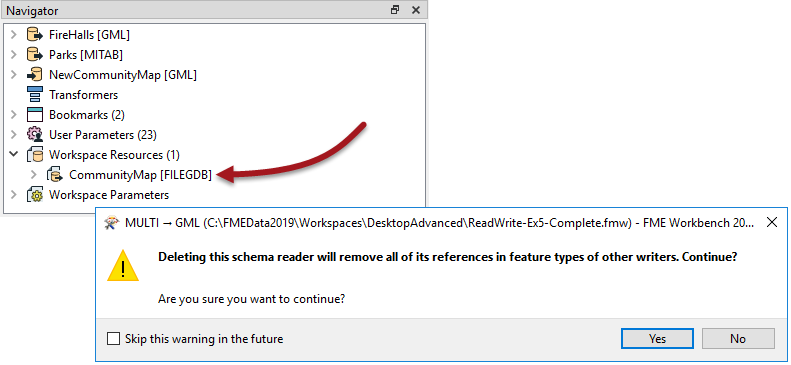 Navigator
FireHalls [GML]
Parks [MITAB]
NewCommunityMap [GML]
Transformers
Bookmarks (2)
User Parameters (23)
Workspace Resources (1)
CommunityMap [FILEGDB]
Workspace Parameters
MULTI → GML (C:\FMEData2019\Workspaces\DesktopAdvanced\ReadWrite-Ex5-Complete.fmw) - FME Workbench 20...
Deleting this schema reader will remove all of its references in feature types of other writers. Continue?
Are you sure you want to continue?
Skip this warning in the future
Yes
No